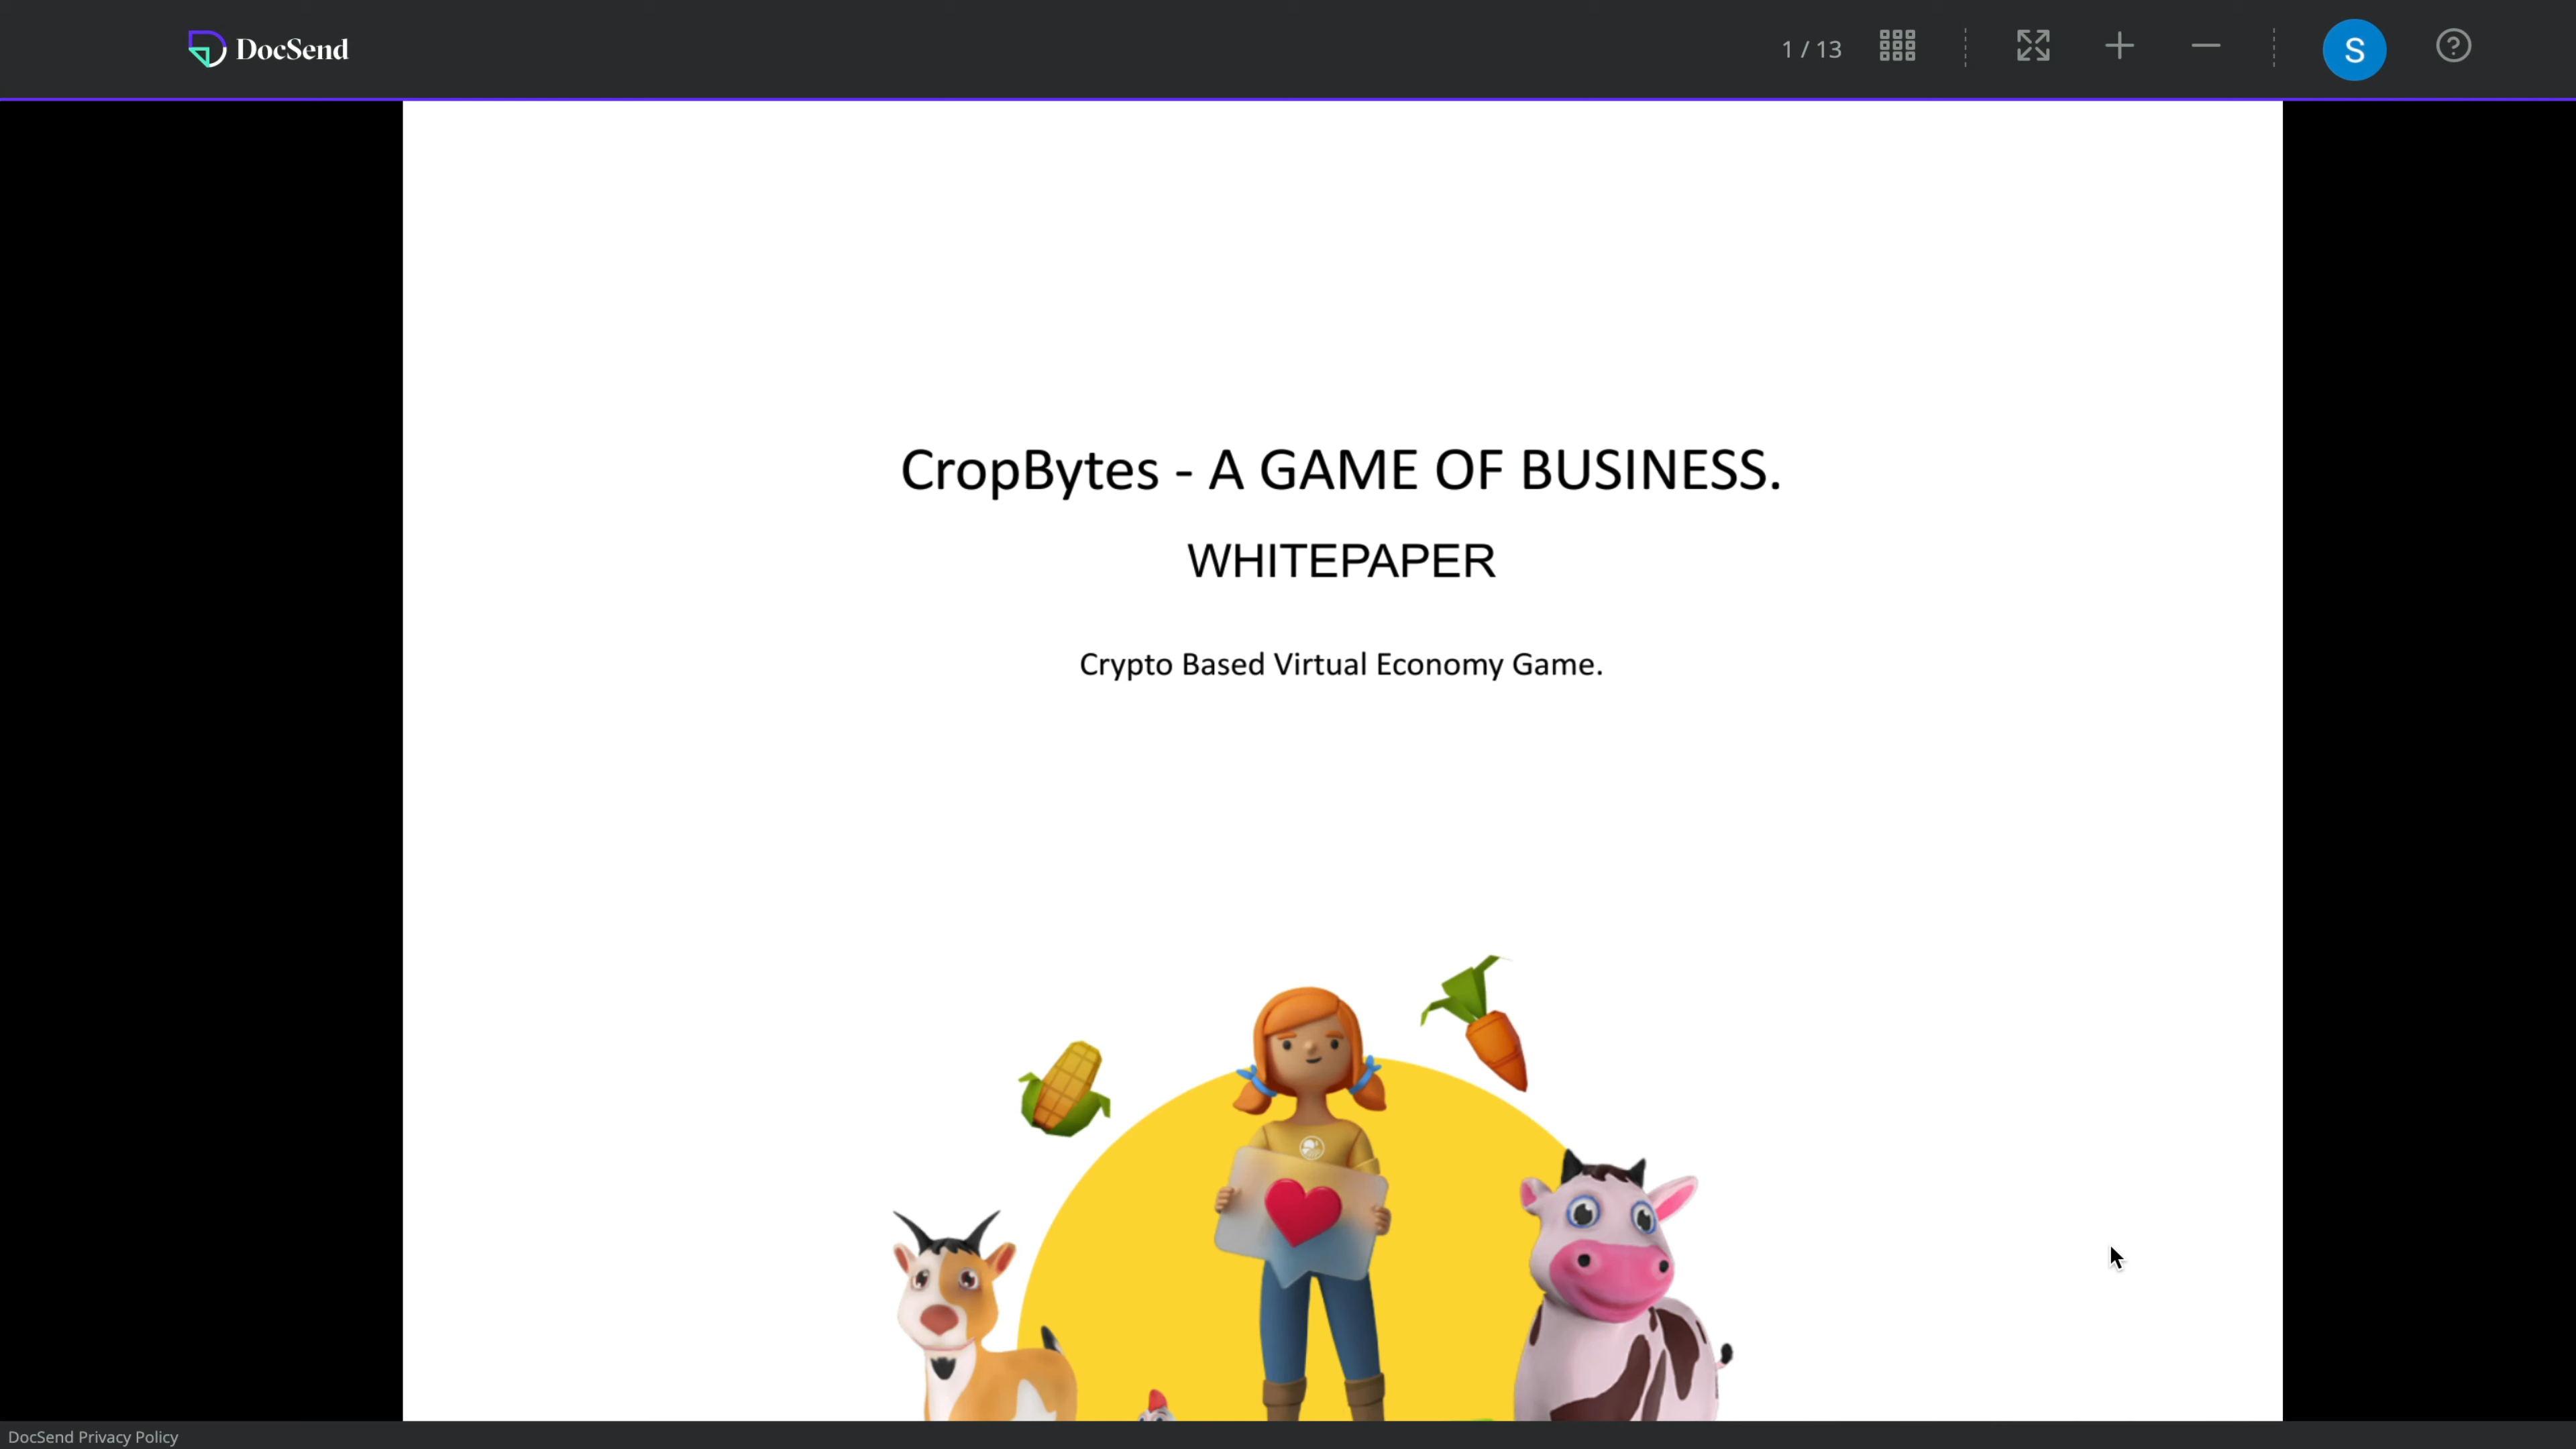 DocSend
1 / 13
S
?
CropBytes - A GAME OF BUSINESS.
WHITEPAPER
Crypto Based Virtual Economy Game.
DocSend Privacy Policy